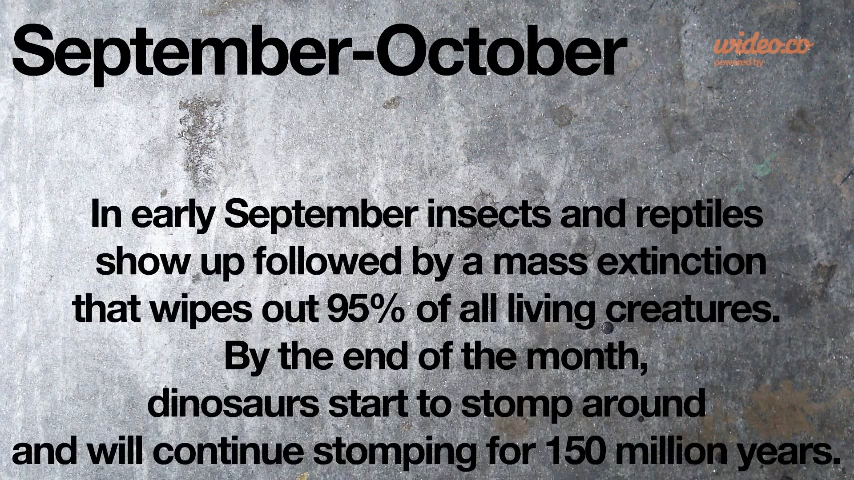 September-October
wideo.co
powered by
In early September insects and reptiles
show up followed by a mass extinction
that wipes out 95% of all living creatures.
By the end of the month,
dinosaurs start to stomp around
and will continue stomping for 150 million years.